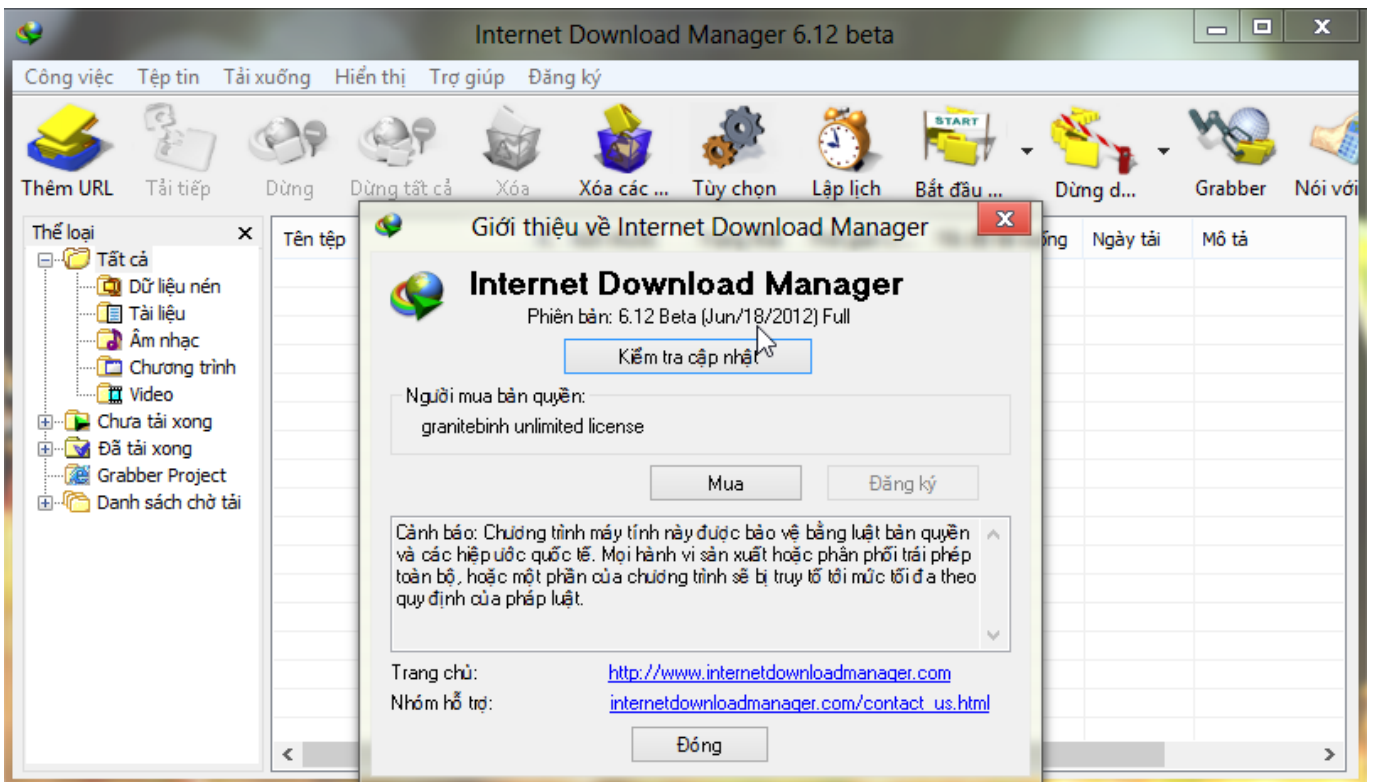 Internet Download Manager 6.12 beta
X
Công việc Tệp tin Tải xuống Hiển thị Trợ giúp Đăng ký
START
Thêm URL Tải tiếp Dừng Dừng tất cả Xóa Xóa các ... Tùy chọn Lập lịch Bắt đầu ... Dừng d... Grabber Nói với
Thể loại x
Tất cả
Dữ liệu nén
Tài liệu
Âm nhạc
Chương trình
Video
Chưa tải xong
Đã tải xong
Grabber Project
Danh sách chờ tải
Tên tệp Ngày tải Mô tả
Giới thiệu về Internet Download Manager X
Internet Download Manager
Phiên bản: 6.12 Beta (Jun/18/2012) Full
Kiểm tra cập nhật
Người mua bản quyền:
granitebinh unlimited license
Mua Đăng ký
Cảnh báo: Chương trình máy tính này được bảo vệ bằng luật bản quyền
và các hiệp ước quốc tế. Mọi hành vi sản xuất hoặc phân phối trái phép
toàn bộ, hoặc một phần của chương trình sẽ bị truy tố tới mức tối đa theo
quy định của pháp luật.
Trang chủ: http://www.internetdownloadmanager.com
Nhóm hỗ trợ: internetdownloadmanager.com/contact_us.html
Đóng